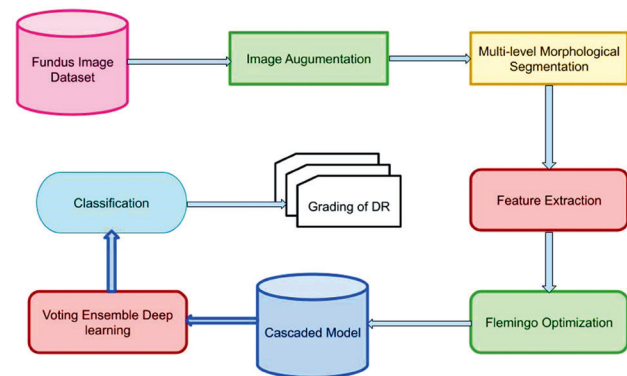 Fundus Image
Dataset
Image Augumentation
Multi-level Morphological
Segmentation
Feature Extraction
Flemingo Optimization
Cascaded Model
Voting Ensemble Deep
learning
Classification
Grading of DR